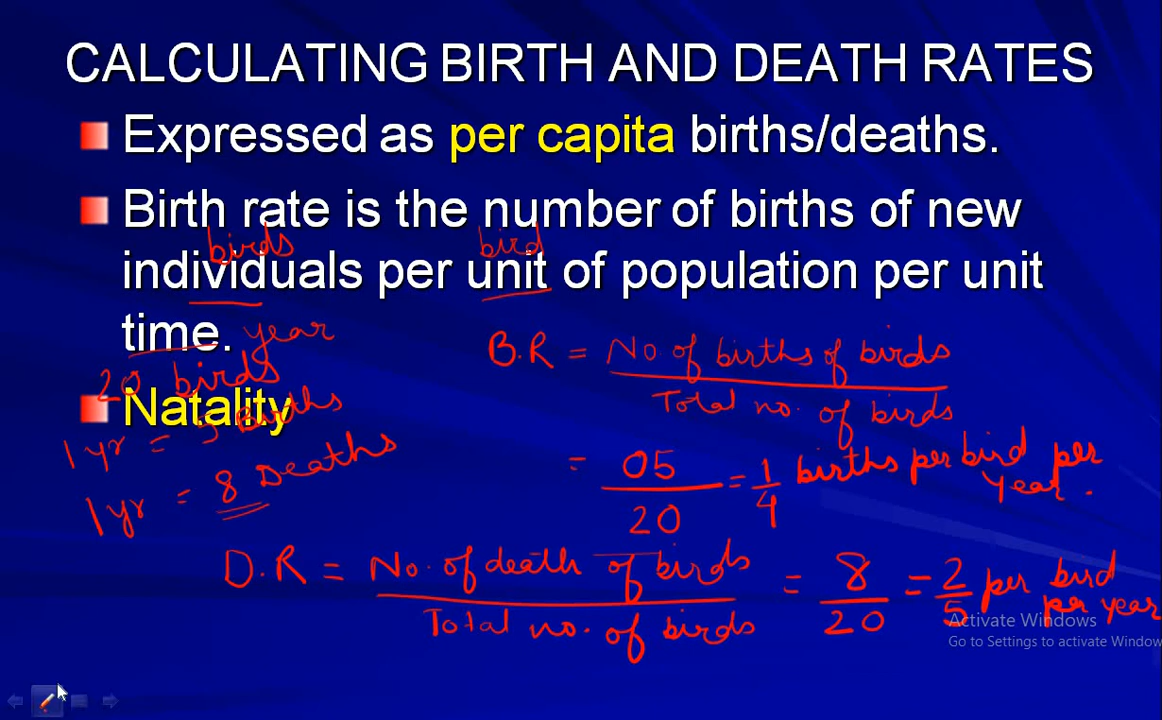 CALCULATING BIRTH AND DEATH RATES
Expressed as per capita births/deaths.
Birth rate is the number of births of new
birds bird
individuals per unit of population per unit
time. year
B.R = No. of births of birds
Total no. of birds
20 birds
Natality
1 yr = 5 Births
= 05
20
= 1
4
births per bird per
year.
1 yr = 8 Deaths
D.R = No. of death of birds
Total no. of birds
= 8
20
= 2
5
per bird
per year
Activate Windows
Go to Settings to activate Window